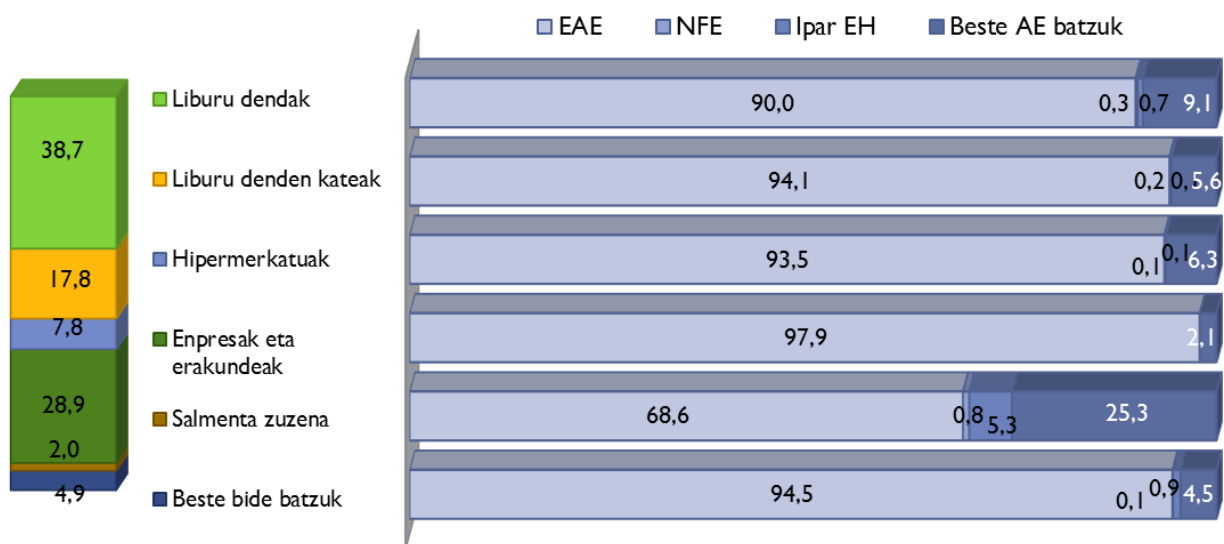 EAE NFE Ipar EH Beste AE batzuk
38,7 Liburu dendak 90,0 0,3 0,7 9,1
17,8 Liburu denden kateak 94,1 0,2 5,6
7,8 Hipermerkatuak 93,5 0,1 0,1 6,3
28,9 Enpresak eta
erakundeak 97,9 2,1
2,0 Salmenta zuzena 68,6 0,8 5,3 25,3
4,9 Beste bide batzuk 94,5 0,1 0,9 4,5